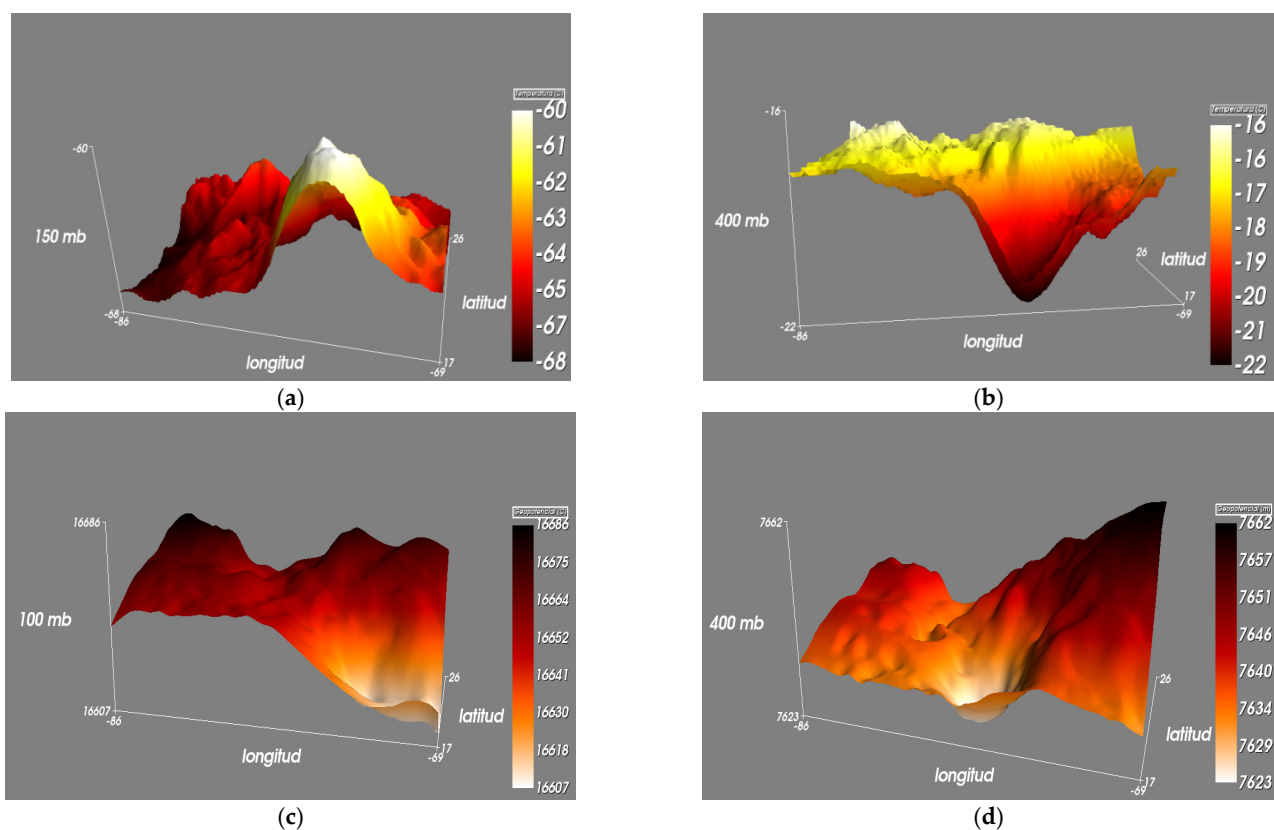 Temperatura (C)
-60
-60
-61
-62
-63
-64
-65
-67
-68
150 mb
26
latitud
-68
-86
longitud
17
-69
(a)
Temperatura (C)
-16
-16
-16
-17
-18
-19
-20
-21
-22
400 mb
26
latitud
17
-69
-22
-86
longitud
(b)
Geopotencial (C)
16686
16686
16675
16664
16652
16641
16630
16618
16607
100 mb
26
latitud
16607
-86
longitud
17
-69
(c)
Geopotencial (m)
7662
7662
7657
7651
7646
7640
7634
7629
7623
400 mb
26
latitud
7623
-86
longitud
17
-69
(d)